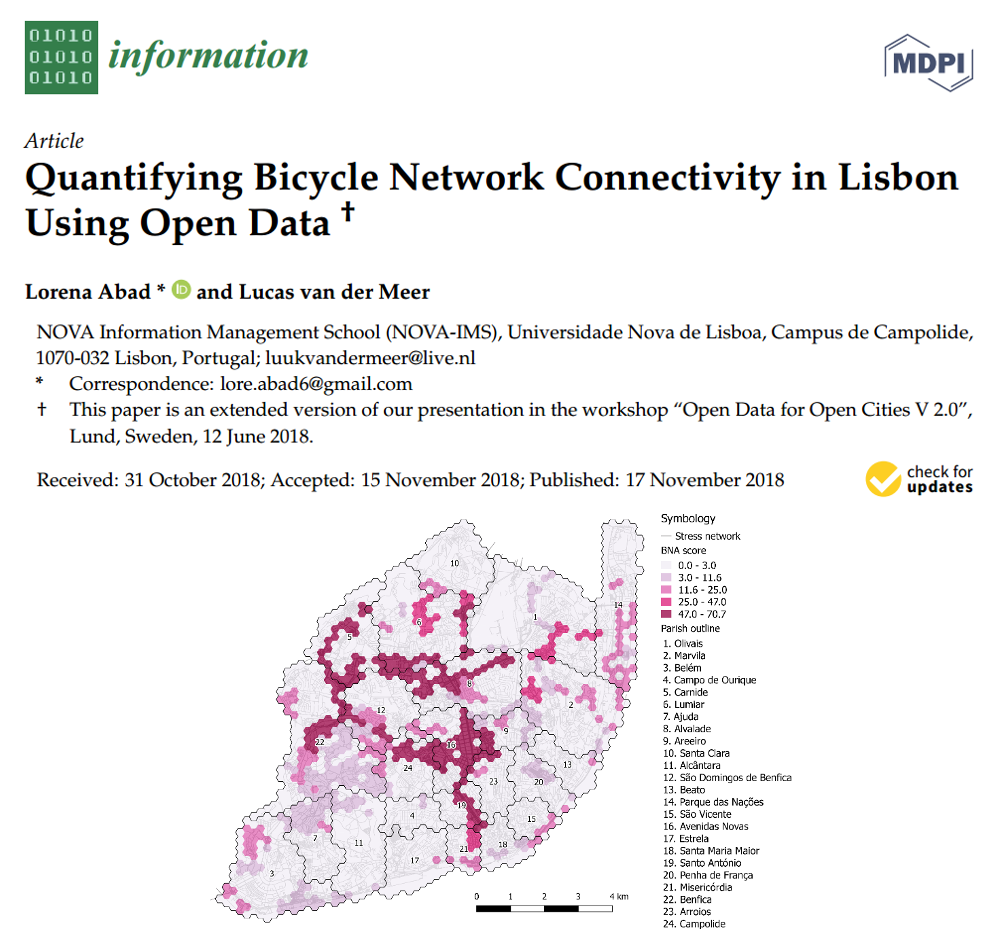 01010
01010
01010
information
MDPI
Article
Quantifying Bicycle Network Connectivity in Lisbon
Using Open Data †
Lorena Abad * iD and Lucas van der Meer
NOVA Information Management School (NOVA-IMS), Universidade Nova de Lisboa, Campus de Campolide,
1070-032 Lisbon, Portugal; luukvandermeer@live.nl
* Correspondence: lore.abad6@gmail.com
† This paper is an extended version of our presentation in the workshop “Open Data for Open Cities V 2.0”,
Lund, Sweden, 12 June 2018.
Received: 31 October 2018; Accepted: 15 November 2018; Published: 17 November 2018
check for
updates
Symbology
Stress network
BNA score
0.0 - 3.0
3.0 - 11.6
11.6 - 25.0
25.0 - 47.0
47.0 - 70.7
Parish outline
1. Olivais
2. Marvila
3. Belém
4. Campo de Ourique
5. Carnide
6. Lumiar
7. Ajuda
8. Alvalade
9. Areeiro
10. Santa Clara
11. Alcântara
12. São Domingos de Benfica
13. Beato
14. Parque das Nações
15. São Vicente
16. Avenidas Novas
17. Estrela
18. Santa Maria Maior
19. Santo António
20. Penha de França
21. Misericórdia
22. Benfica
23. Arroios
24. Campolide
10
14
1
6
5
8
2
12
9
22
16
13
24
23
20
19
4
15
7
11
21
18
17
3
0 1 2 3 4 km